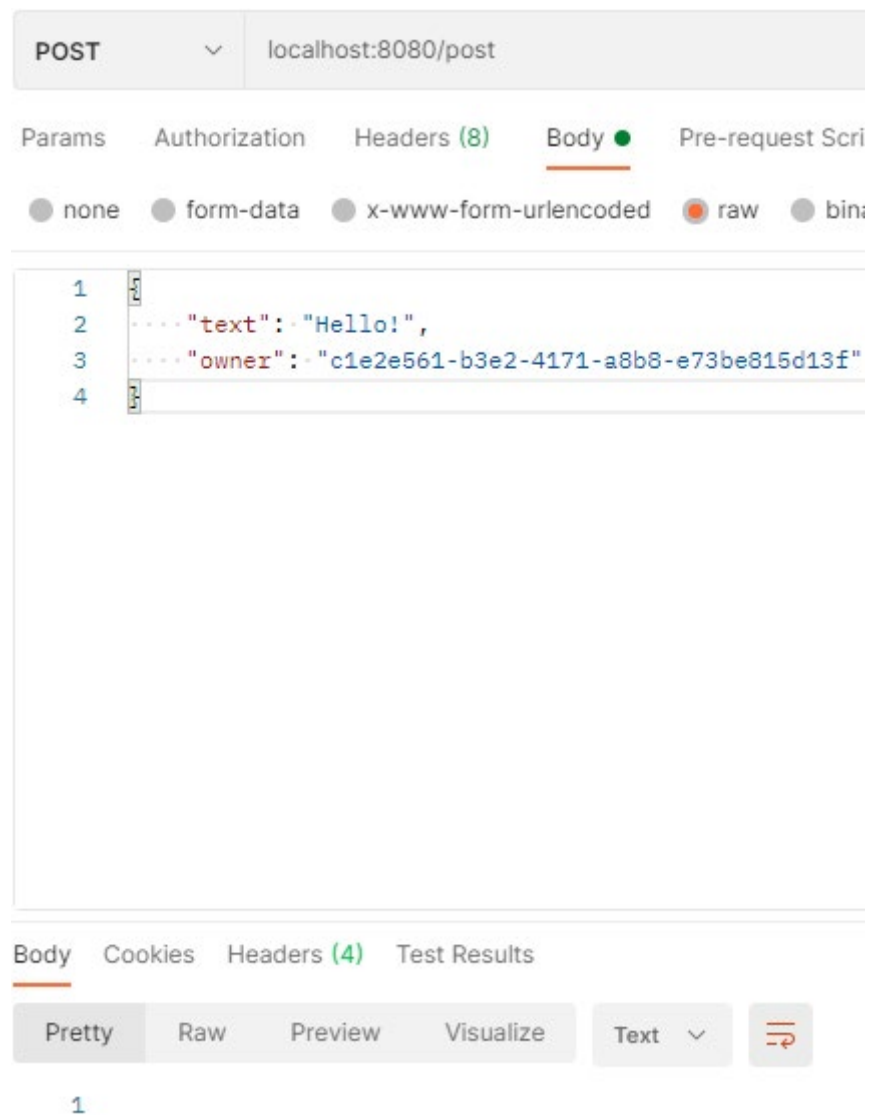 POST localhost:8080/post
Params Authorization Headers (8) Body Pre-request Scri
none form-data x-www-form-urlencoded raw bina
1 {
2 "text": "Hello!",
3 "owner": "c1e2e561-b3e2-4171-a8b8-e73be815d13f"
4 }
Body Cookies Headers (4) Test Results
Pretty Raw Preview Visualize Text
1